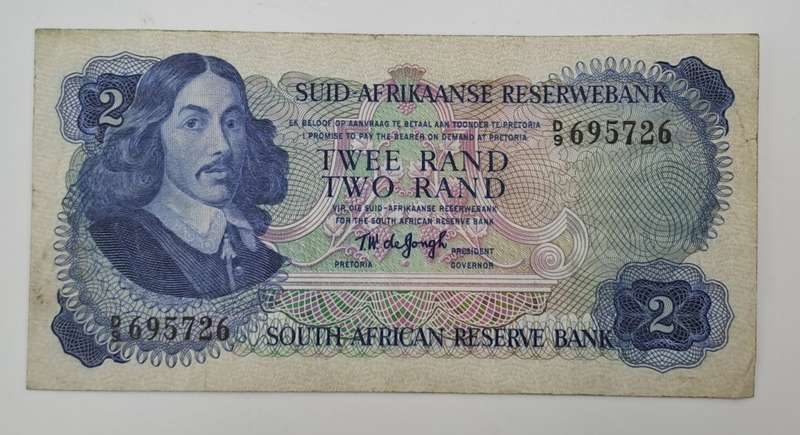 2
SUID-AFRIKAANSE RESERWEBANK
EK BELOOF OP AANVRAAG TE BETAAL AAN TOONDER TE PRETORIA
I PROMISE TO PAY THE BEARER ON DEMAND AT PRETORIA
D/9 695726
TWEE RAND
TWO RAND
VIR DIE SUID-AFRIKAANSE RESERWEBANK
FOR THE SOUTH AFRICAN RESERVE BANK
T.W. de Jongh
PRESIDENT
PRETORIA GOVERNOR
D/9 695726
SOUTH AFRICAN RESERVE BANK
2